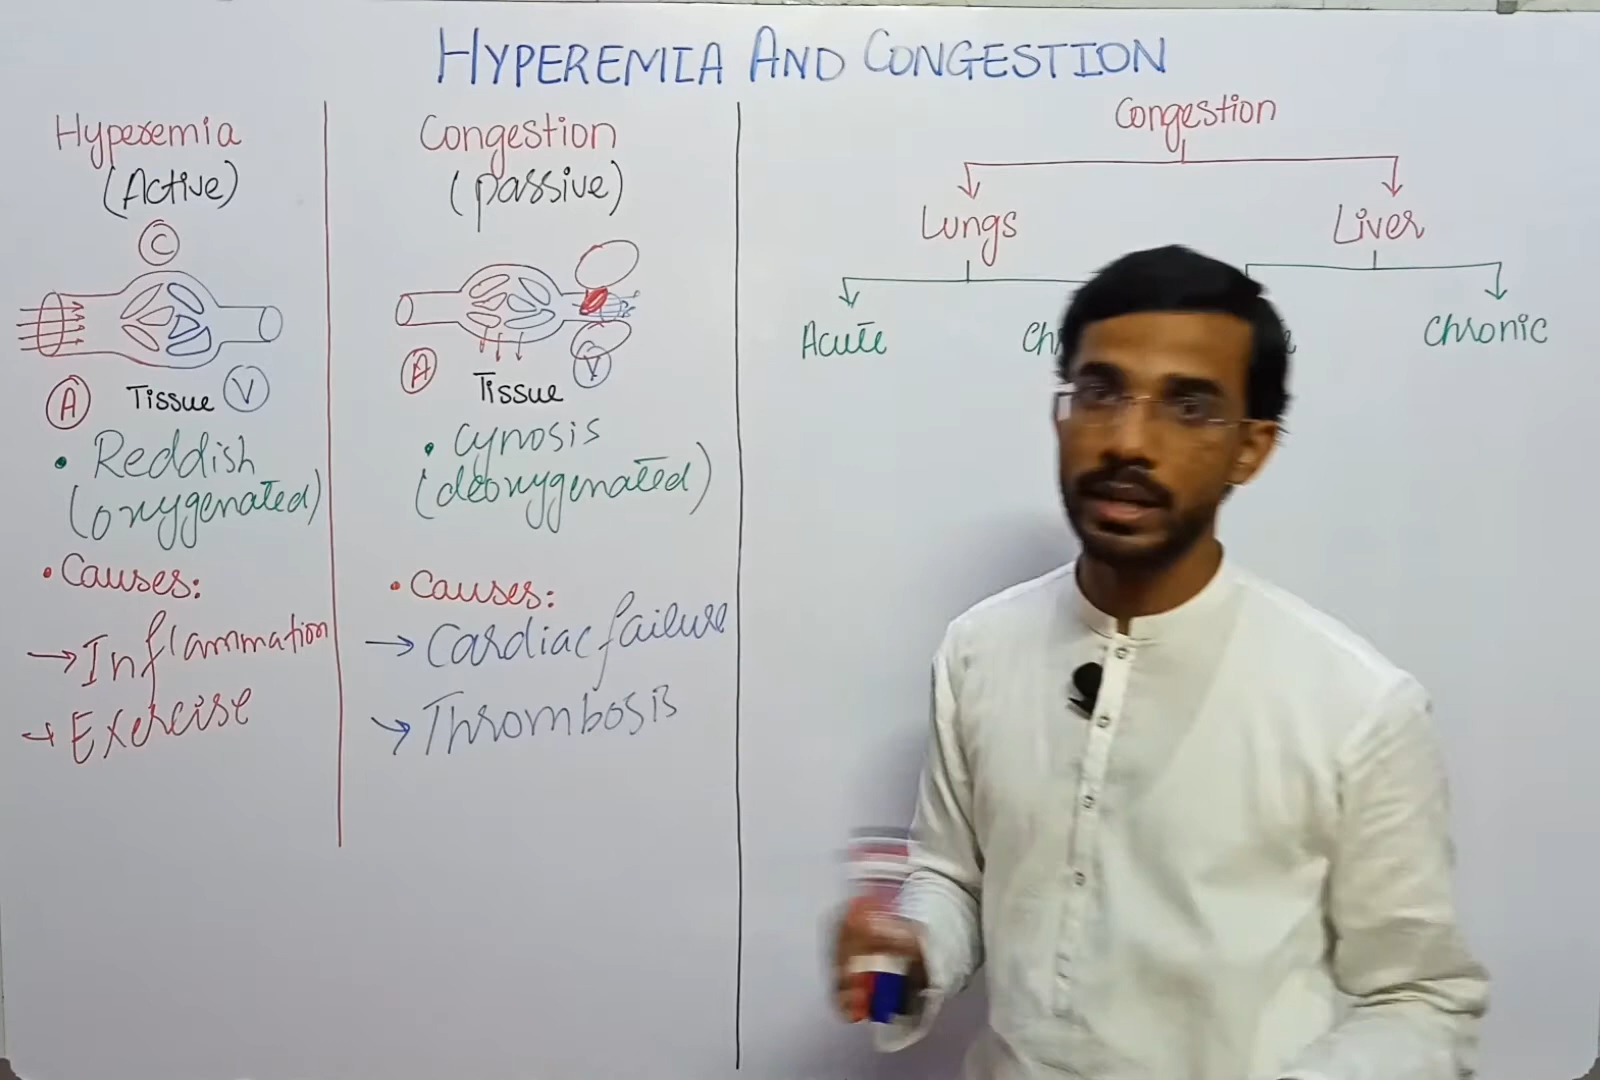 HYPEREMIA AND CONGESTION
Hyperemia
(Active)
C
A
Tissue
V
• Reddish
(oxygenated)
• Causes:
→ Inflammation
→ Exercise
Congestion
(passive)
A
Tissue
V
• cynosis
(deoxygenated)
• Causes:
→ Cardiac failure
→ Thrombosis
Congestion
Lungs
Liver
Acute
Chronic